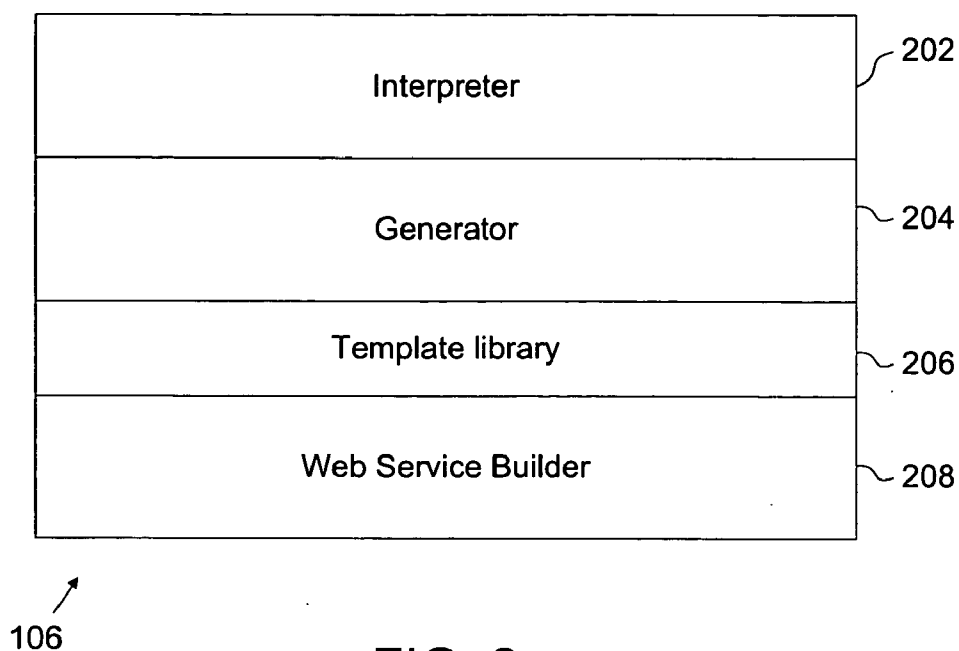 Interpreter
202
Generator
204
Template library
206
Web Service Builder
208
106